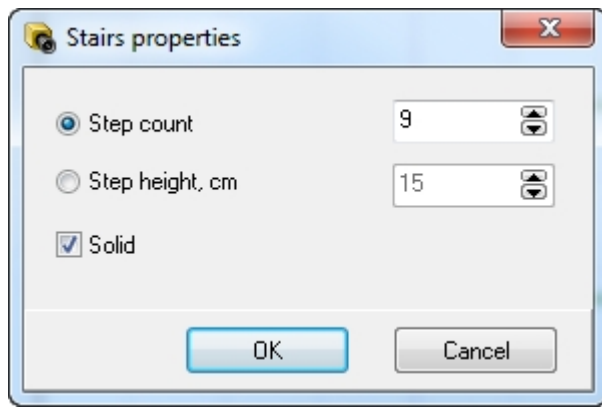 Stairs properties
Step count 9
Step height, cm 15
Solid
OK Cancel